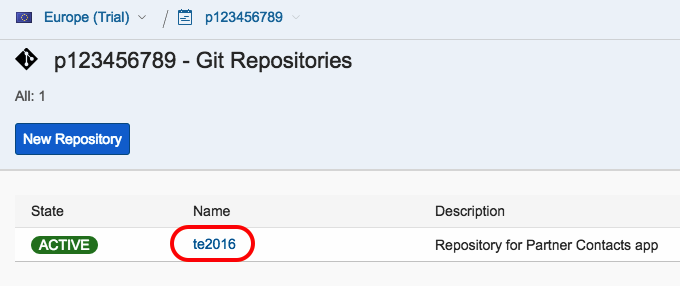 Europe (Trial) / p123456789
p123456789 - Git Repositories
All: 1
New Repository
State Name Description
ACTIVE te2016 Repository for Partner Contacts app